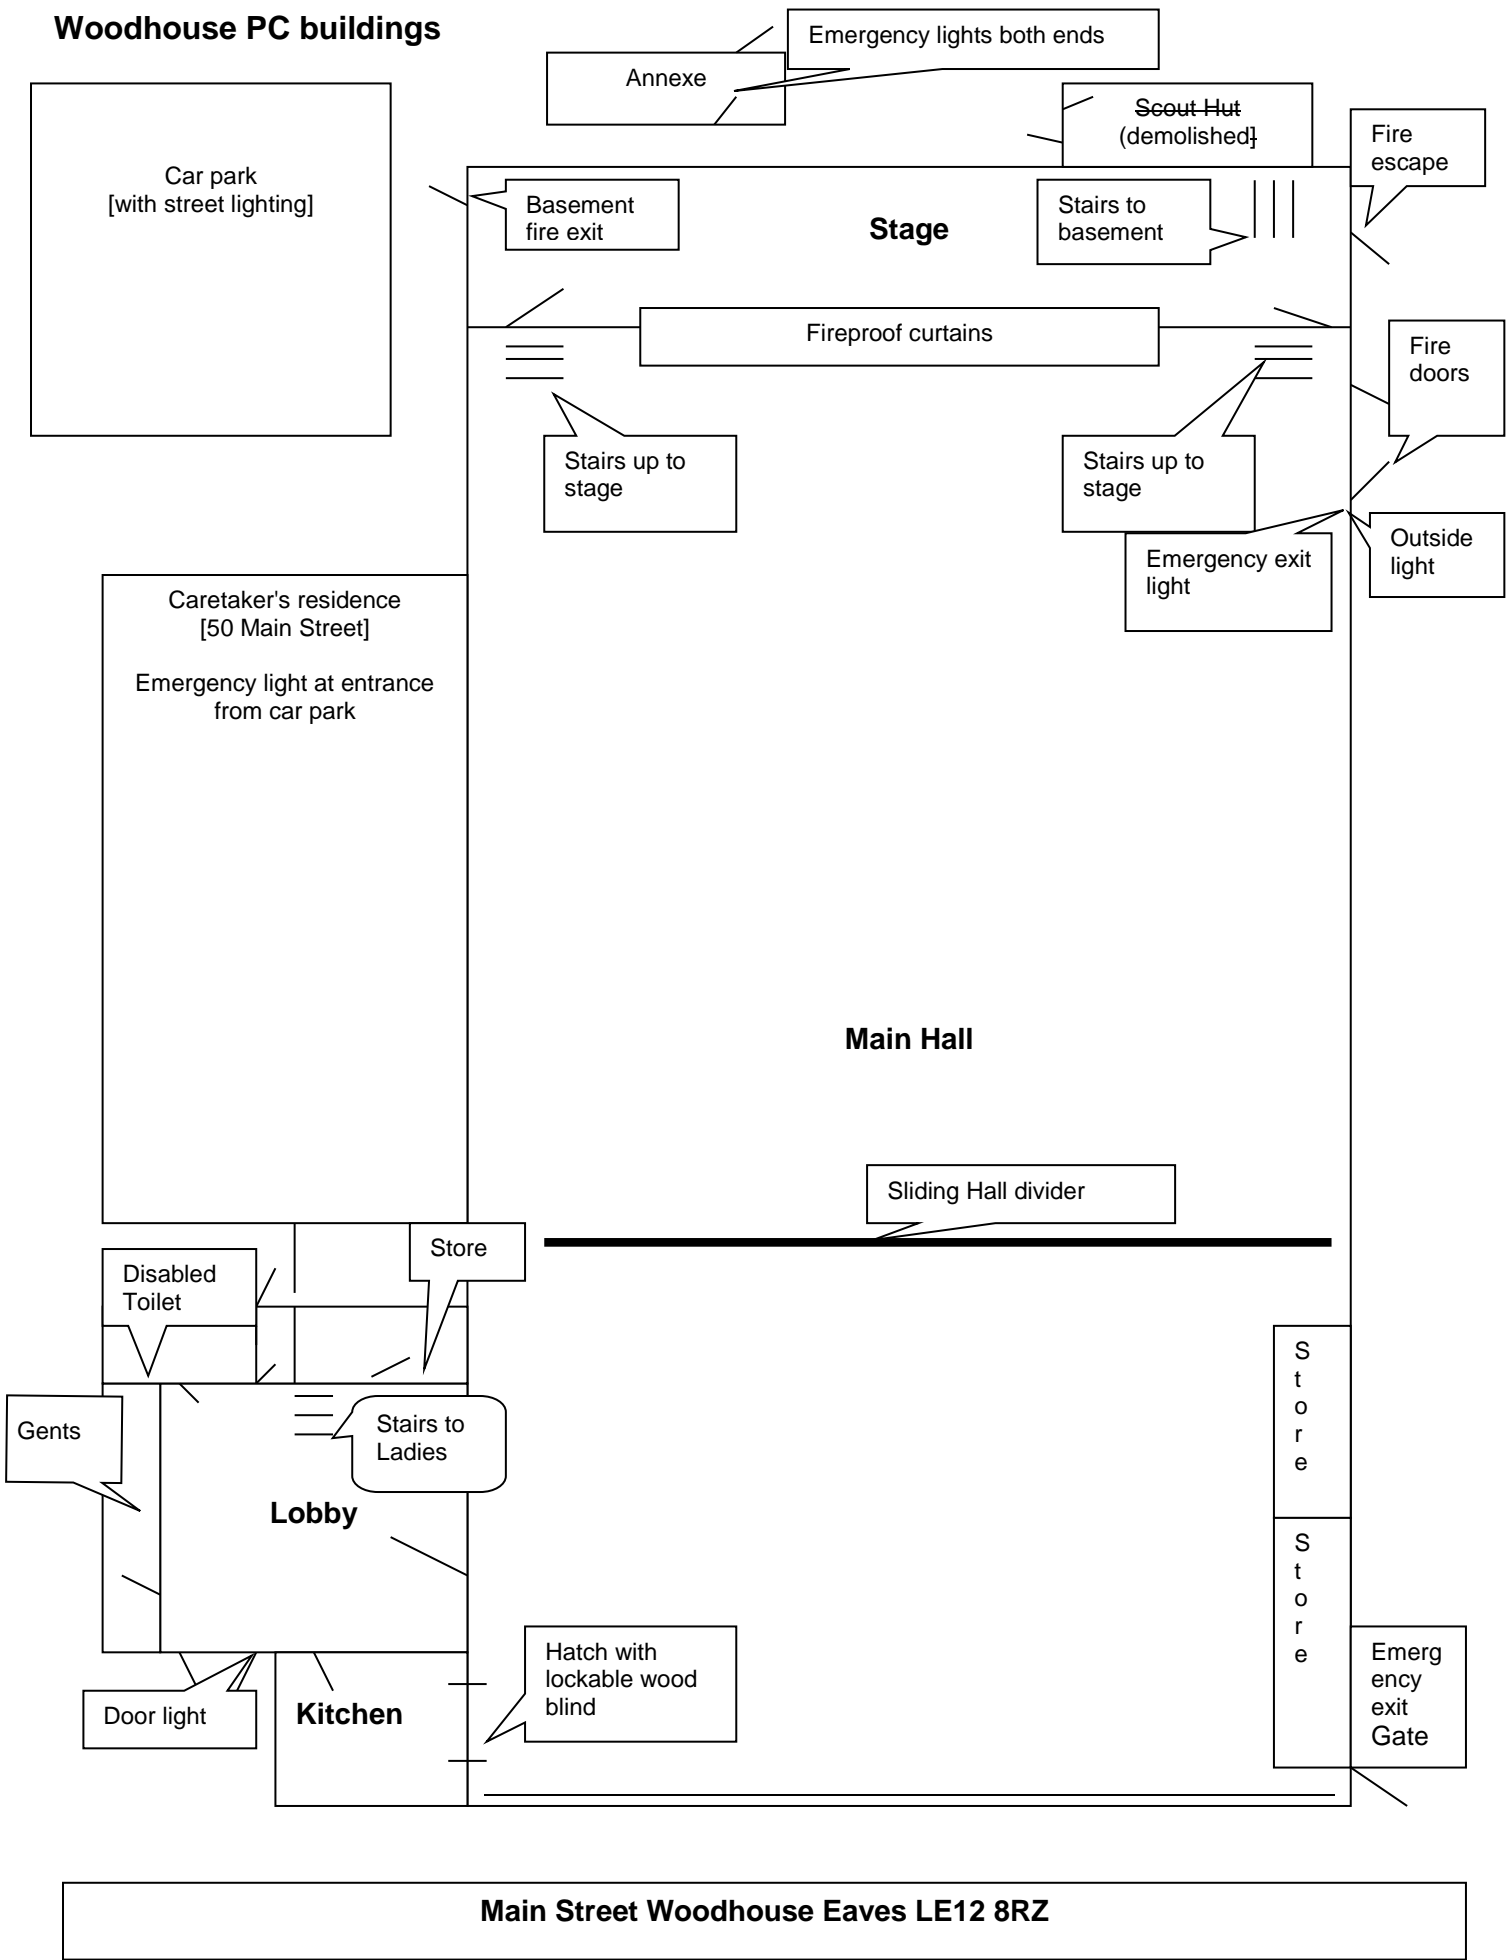 Woodhouse PC buildings
Emergency lights both ends
Annexe
Scout Hut
(demolished]
Fire
escape
Car park
[with street lighting]
Basement
fire exit
Stage
Stairs to
basement
Fireproof curtains
Fire
doors
Stairs up to
stage
Stairs up to
stage
Outside
light
Emergency exit
light
Caretaker's residence
[50 Main Street]
Emergency light at entrance
from car park
Main Hall
Sliding Hall divider
Store
Disabled
Toilet
S
t
o
r
e
Gents
Stairs to
Ladies
Lobby
S
t
o
r
e
Hatch with
lockable wood
blind
Emerg
ency
exit
Gate
Door light
Kitchen
Main Street Woodhouse Eaves LE12 8RZ